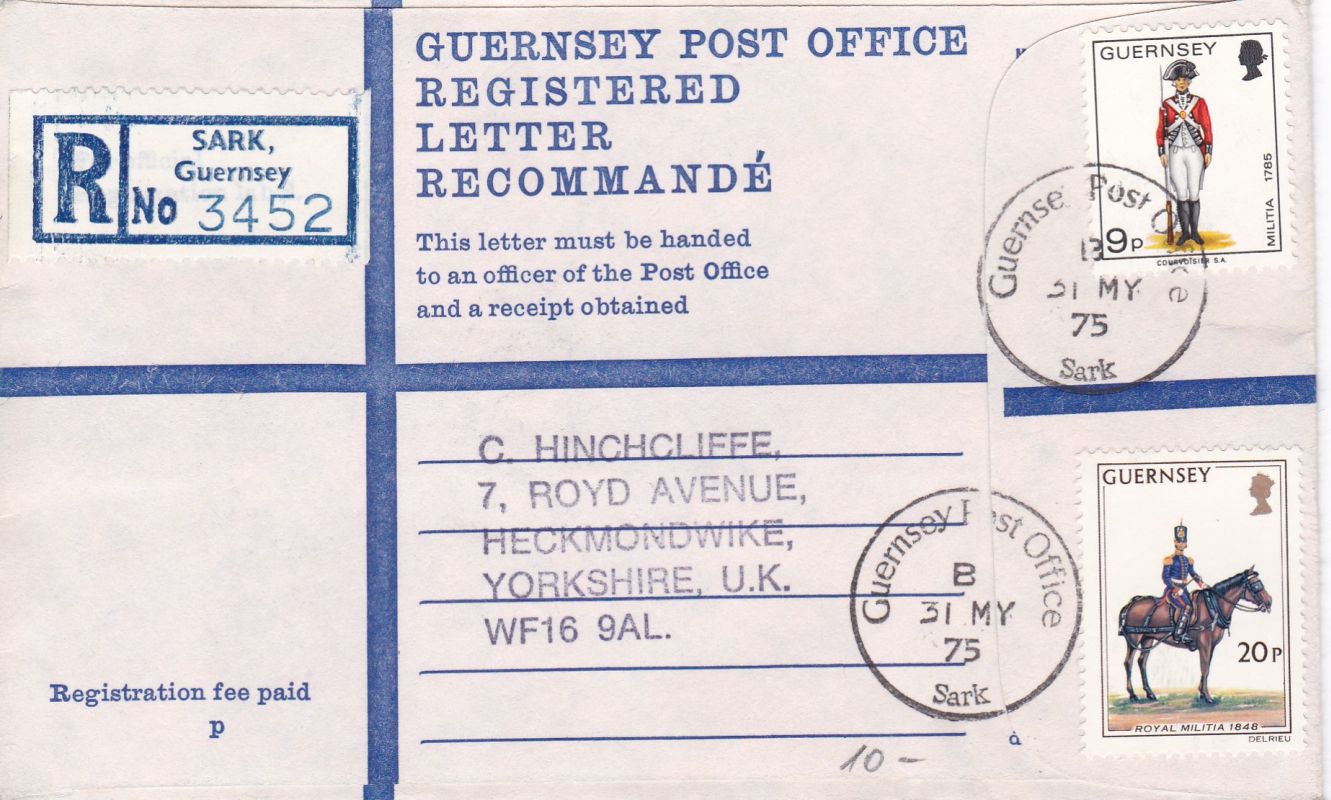 GUERNSEY POST OFFICE
REGISTERED
LETTER
RECOMMANDÉ
This letter must be handed
to an officer of the Post Office
and a receipt obtained
R
SARK,
Guernsey
No 3452
GUERNSEY
MILITIA 1785
9p
COURVOISIER S.A.
Guernsey Post Office
B
31 MY
75
Sark
C. HINCHCLIFFE,
7, ROYD AVENUE,
HECKMONDWIKE,
YORKSHIRE, U.K.
WF16 9AL.
Guernsey Post Office
B
31 MY
75
Sark
GUERNSEY
20P
ROYAL MILITIA 1848
DELRIEU
Registration fee paid
p
10 –